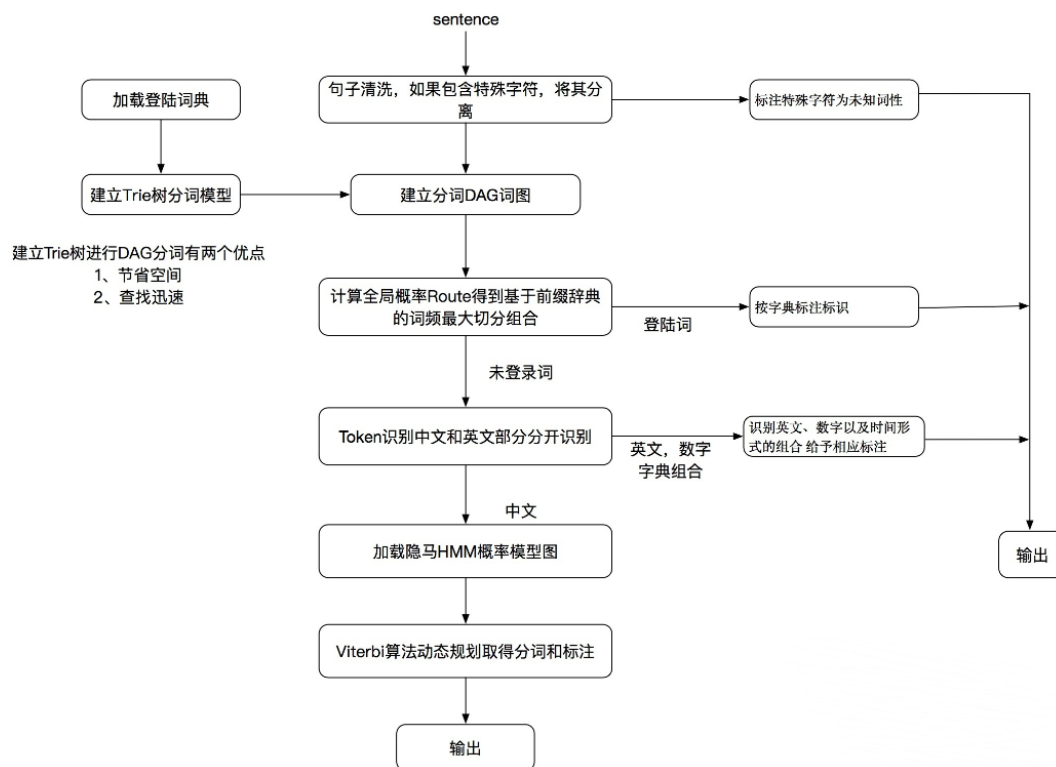 sentence
加载登陆词典
句子清洗，如果包含特殊字符，将其分
离
标注特殊字符为未知词性
建立Trie树分词模型
建立分词DAG词图
建立Trie树进行DAG分词有两个优点
1、节省空间
2、查找迅速
计算全局概率Route得到基于前缀辞典
的词频最大切分组合
登陆词
按字典标注标识
未登录词
Token识别中文和英文部分分开识别
英文，数字
字典组合
识别英文、数字以及时间形
式的组合 给予相应标注
中文
加载隐马HMM概率模型图
输出
Viterbi算法动态规划取得分词和标注
输出